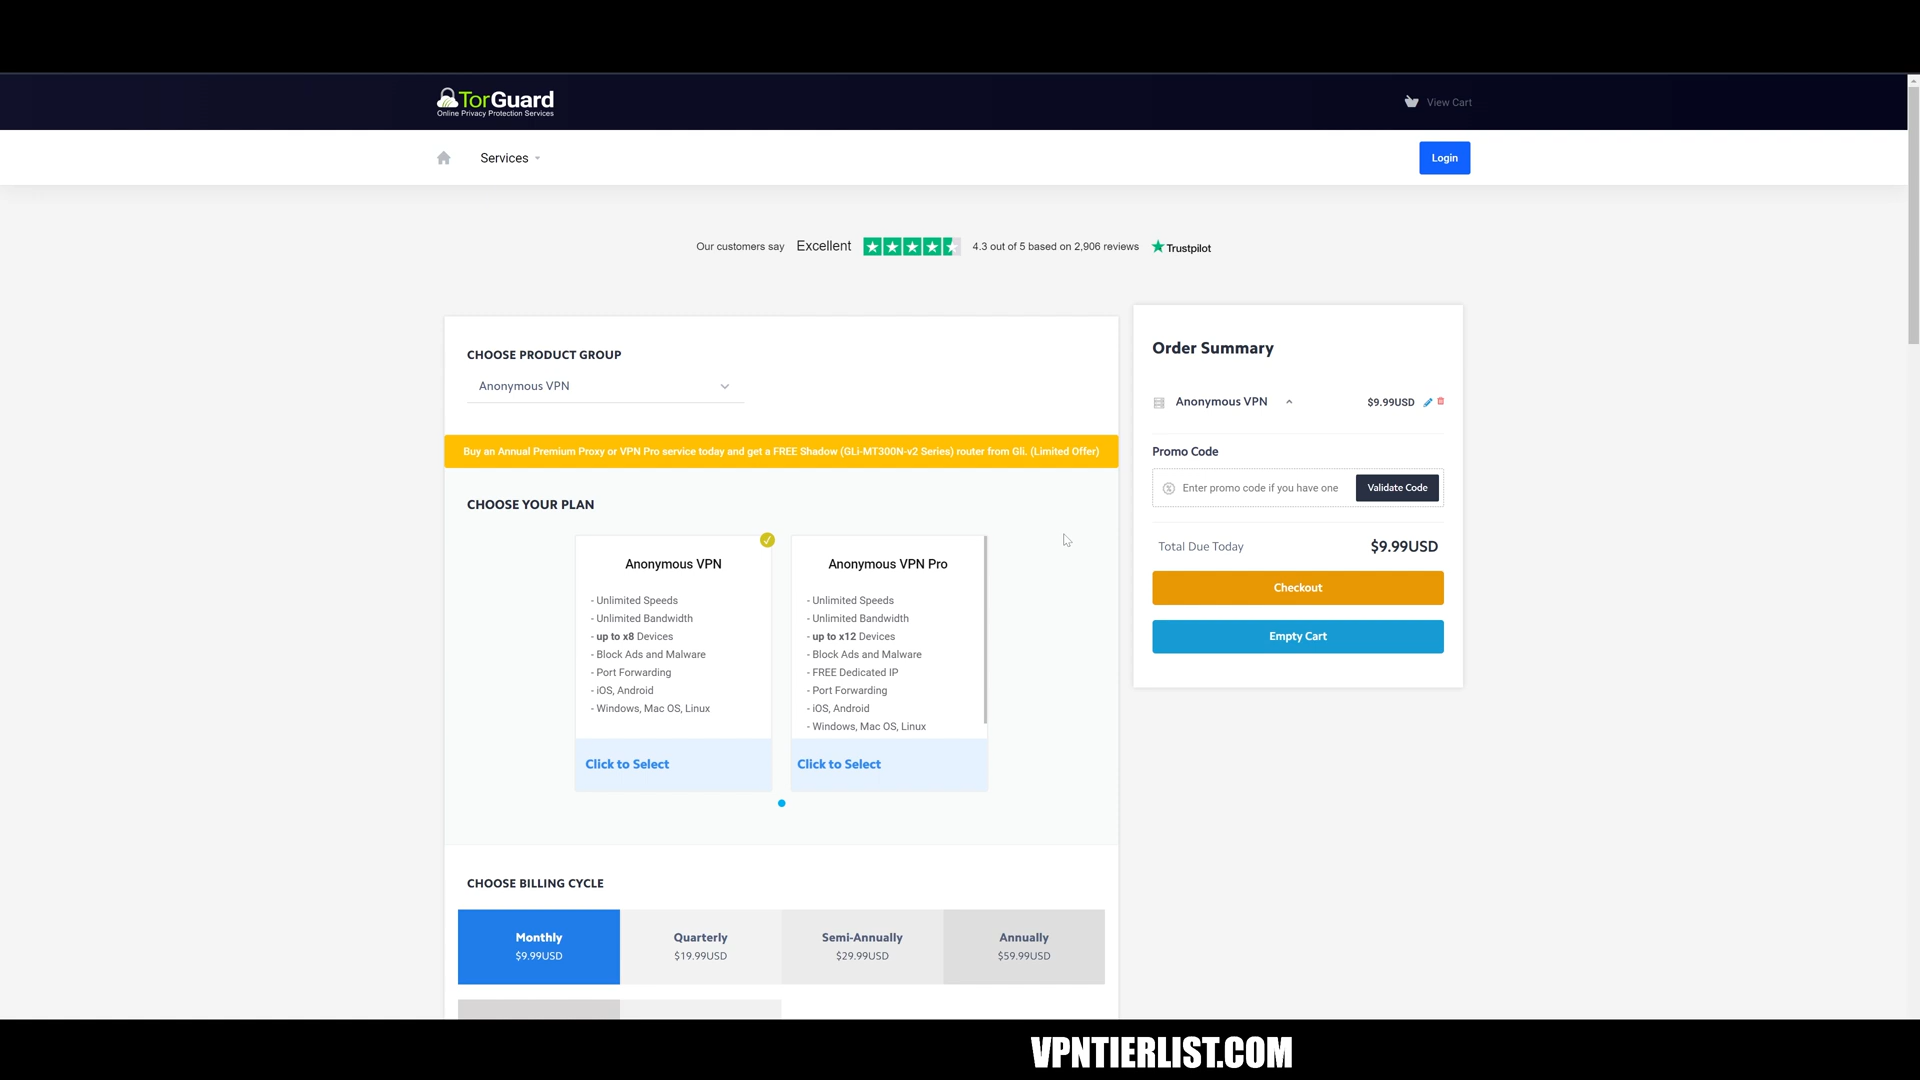 TorGuard
Online Privacy Protection Services
View Cart
Services
Login
Our customers say Excellent 4.3 out of 5 based on 2,906 reviews Trustpilot
CHOOSE PRODUCT GROUP
Anonymous VPN
Buy an Annual Premium Proxy or VPN Pro service today and get a FREE Shadow (GLi-MT300N-v2 Series) router from Gli. (Limited Offer)
CHOOSE YOUR PLAN
Anonymous VPN
- Unlimited Speeds
- Unlimited Bandwidth
- up to x8 Devices
- Block Ads and Malware
- Port Forwarding
- iOS, Android
- Windows, Mac OS, Linux
Click to Select
Anonymous VPN Pro
- Unlimited Speeds
- Unlimited Bandwidth
- up to x12 Devices
- Block Ads and Malware
- FREE Dedicated IP
- Port Forwarding
- iOS, Android
- Windows, Mac OS, Linux
Click to Select
CHOOSE BILLING CYCLE
Monthly
$9.99USD
Quarterly
$19.99USD
Semi-Annually
$29.99USD
Annually
$59.99USD
Order Summary
Anonymous VPN $9.99USD
Promo Code
Enter promo code if you have one
Validate Code
Total Due Today $9.99USD
Checkout
Empty Cart
VPNTIERLIST.COM